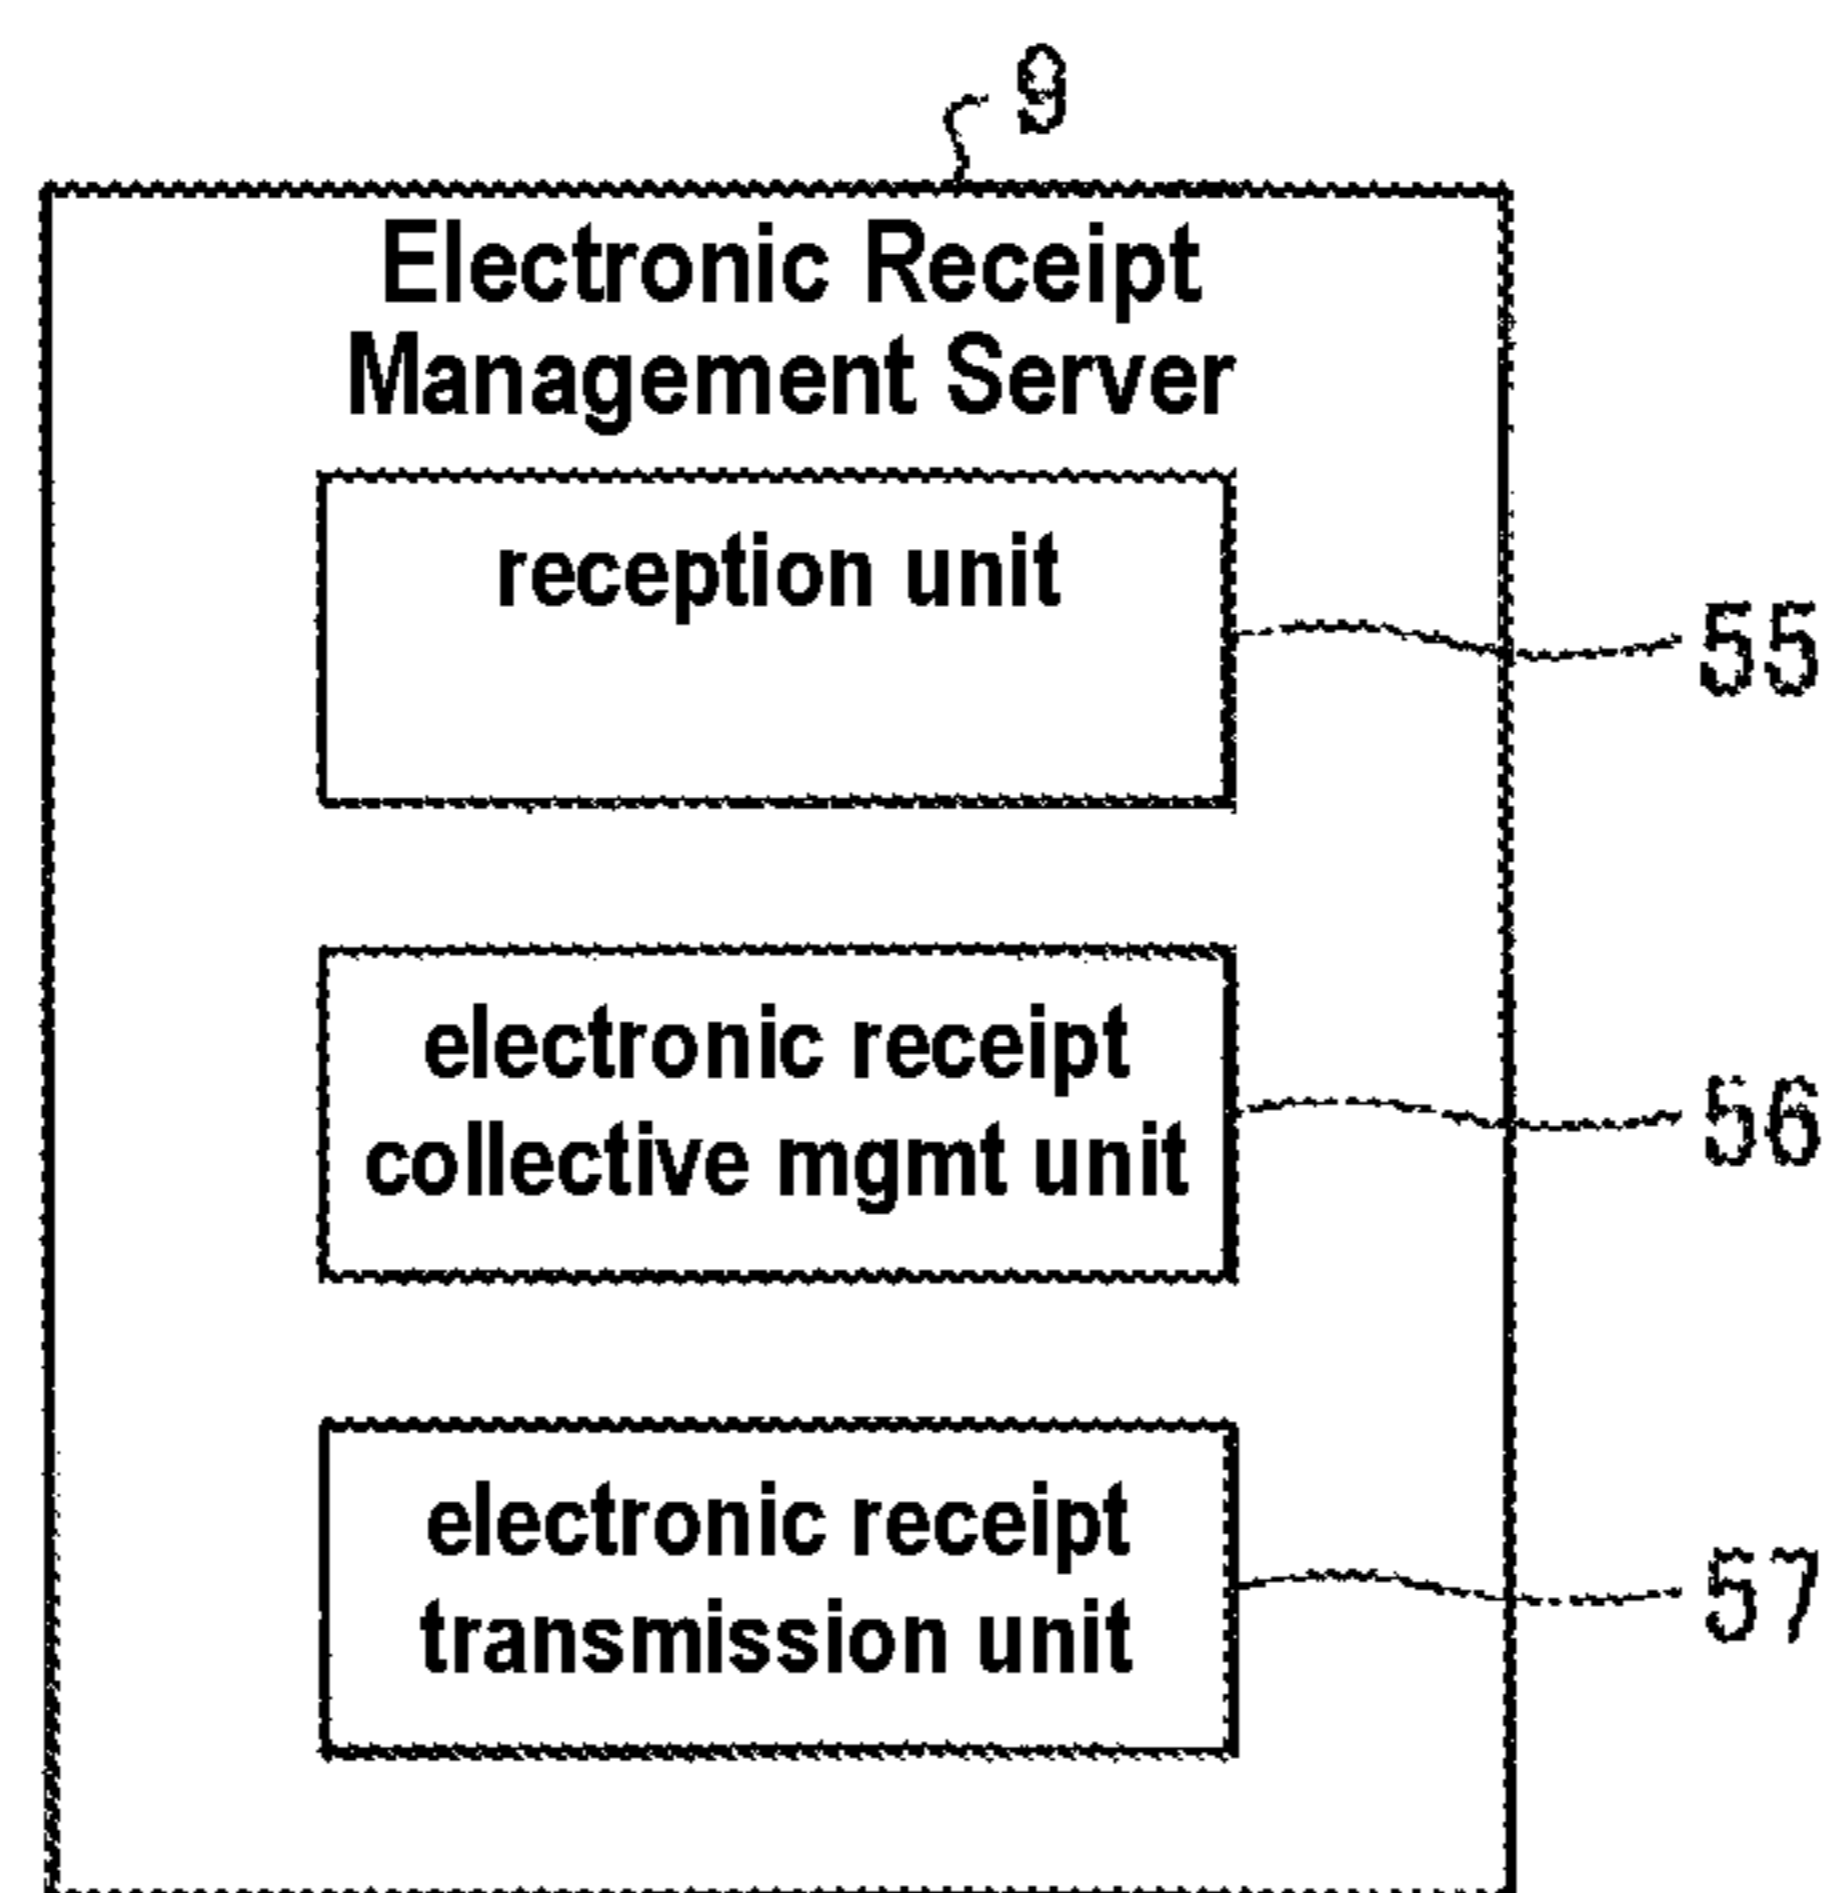 9
Electronic Receipt
Management Server
reception unit
55
electronic receipt
collective mgmt unit
56
electronic receipt
transmission unit
57